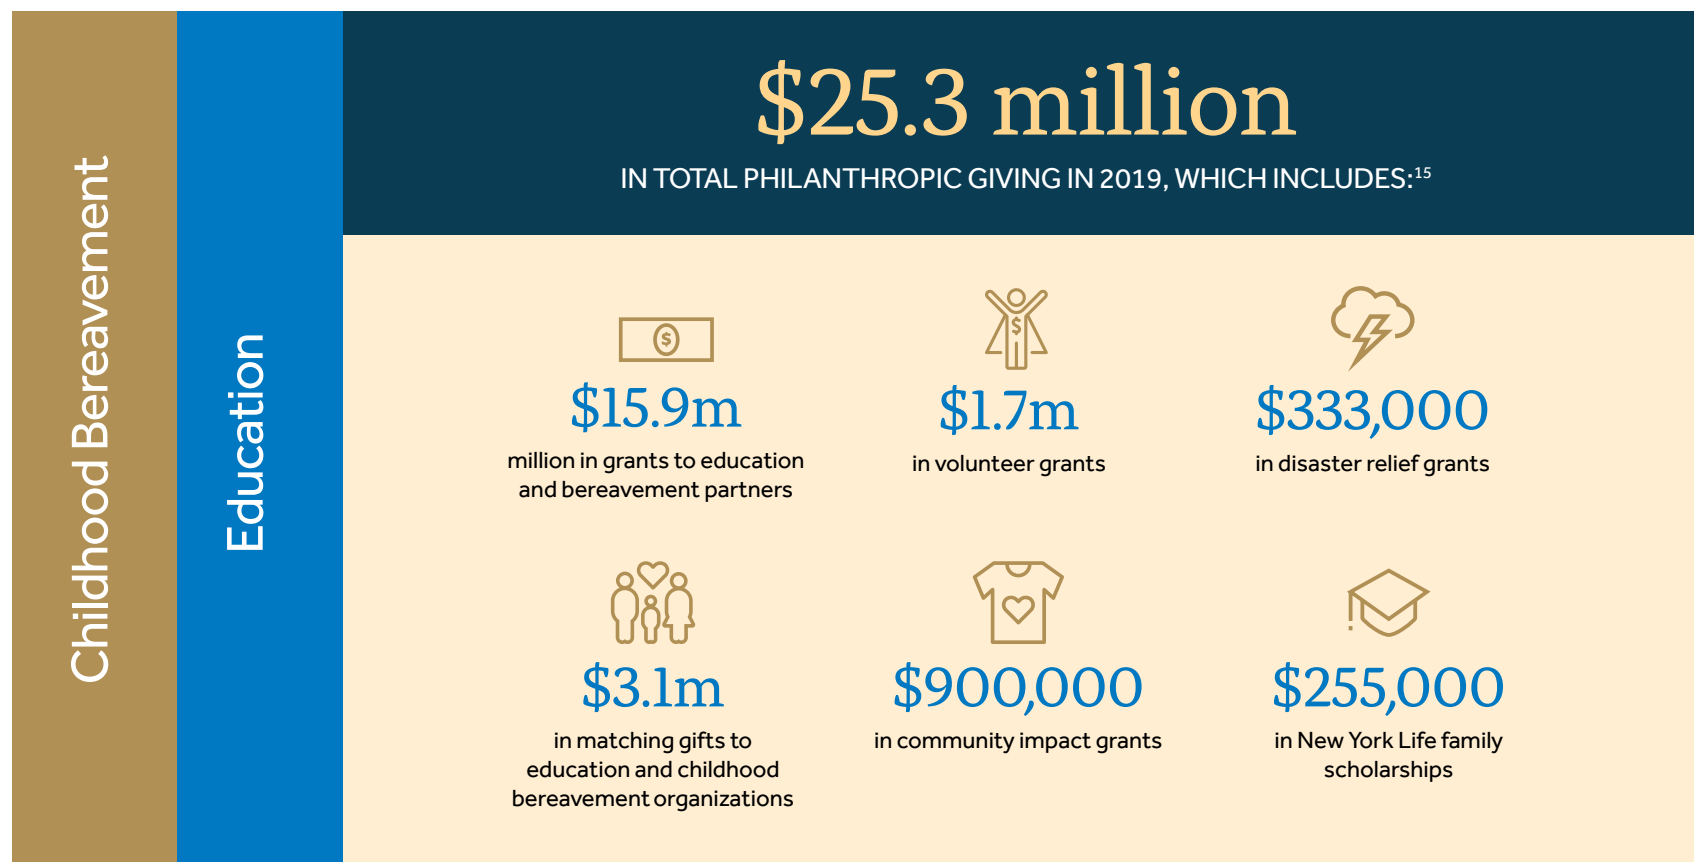 Childhood Bereavement
Education
$25.3 million
IN TOTAL PHILANTHROPIC GIVING IN 2019, WHICH INCLUDES:15
$15.9m
million in grants to education
and bereavement partners
$1.7m
in volunteer grants
$333,000
in disaster relief grants
$3.1m
in matching gifts to
education and childhood
bereavement organizations
$900,000
in community impact grants
$255,000
in New York Life family
scholarships